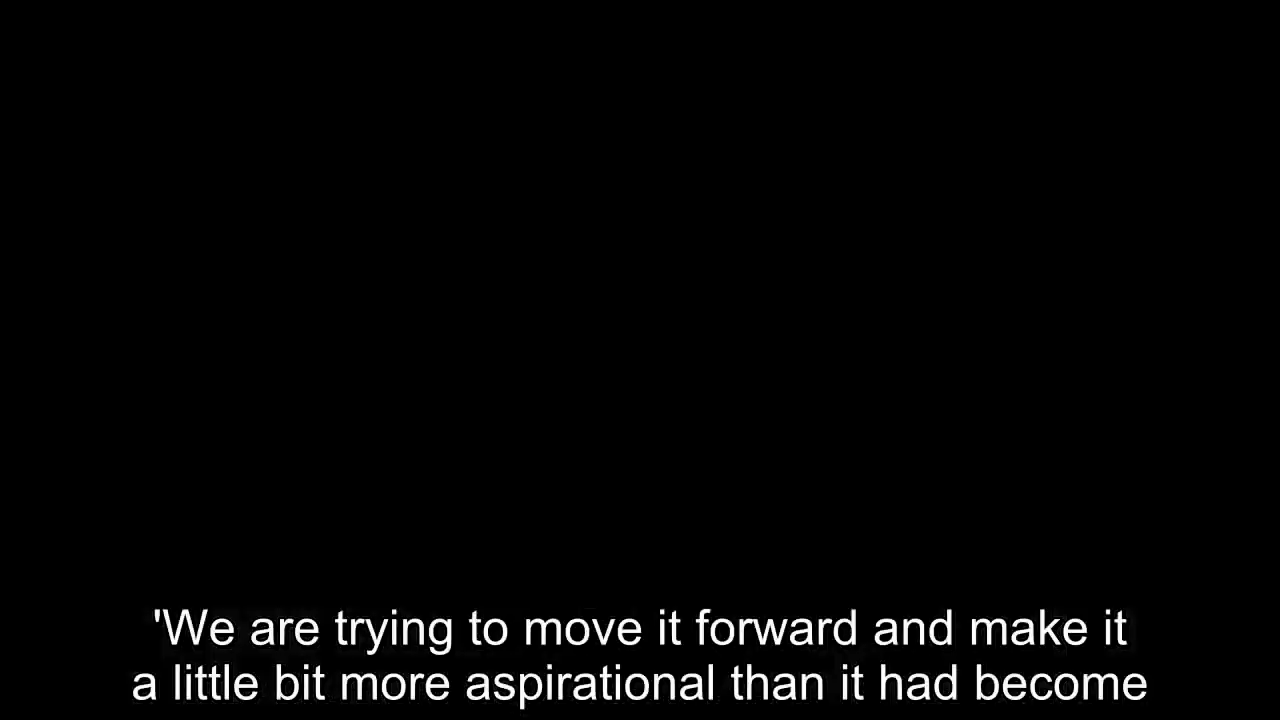 'We are trying to move it forward and make it
a little bit more aspirational than it had become